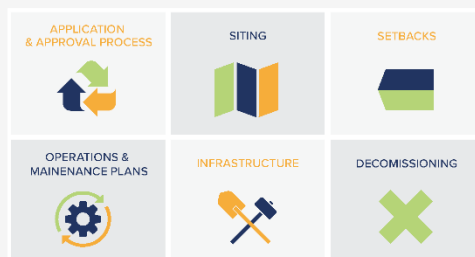 APPLICATION
& APPROVAL PROCESS
SITING
SETBACKS
OPERATIONS &
MAINENANCE PLANS
INFRASTRUCTURE
DECOMISSIONING